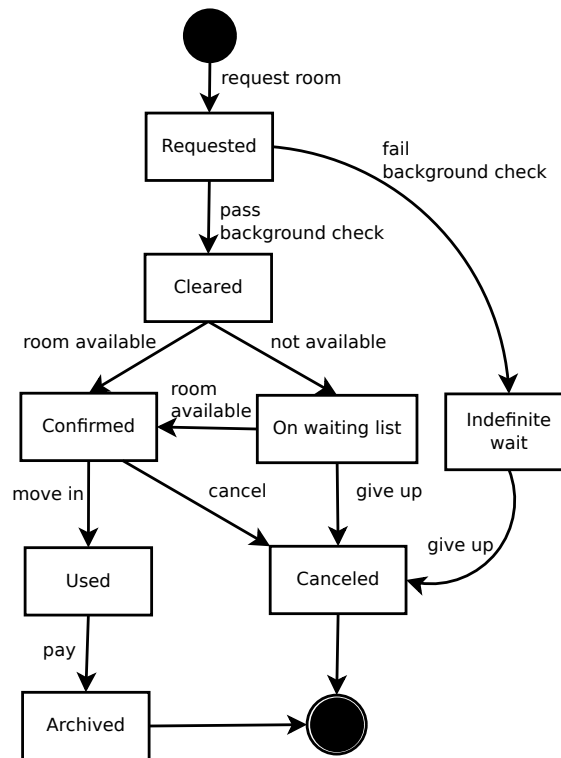 request room
Requested
fail
background check
pass
background check
Cleared
room available
not available
room
available
Confirmed
On waiting list
Indefinite
wait
move in
cancel
give up
give up
Used
Canceled
pay
Archived